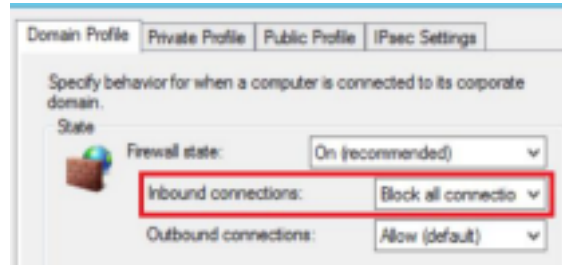 Domain Profile Private Profile Public Profile IPsec Settings
Specify behavior for when a computer is connected to its corporate
domain.
State
Firewall state: On (recommended)
Inbound connections: Block all connectio
Outbound connections: Allow (default)